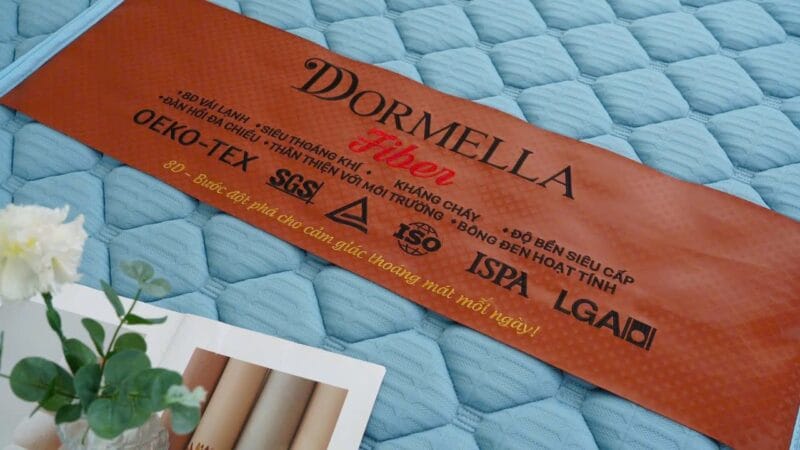 DDORMELLA
Fiber
•8D VẢI LẠNH •SIÊU THOÁNG KHÍ • KHÁNG CHÁY •ĐỘ BỀN SIÊU CẤP
•ĐÀN HỒI ĐA CHIỀU •THÂN THIỆN VỚI MÔI TRƯỜNG •BÔNG ĐEN HOẠT TÍNH
OEKO-TEX SGS ISO ISPA LGA
8D - Bước đột phá cho cảm giác thoáng mát mỗi ngày!